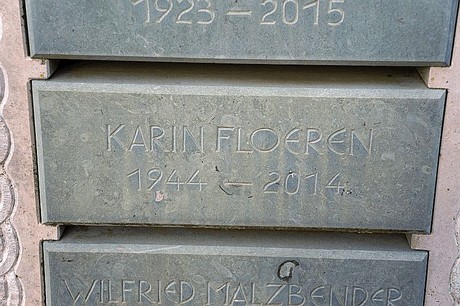 1923 – 2015
KARIN FLOEREN
1944 – 2014
WILFRIED MALZBENDER